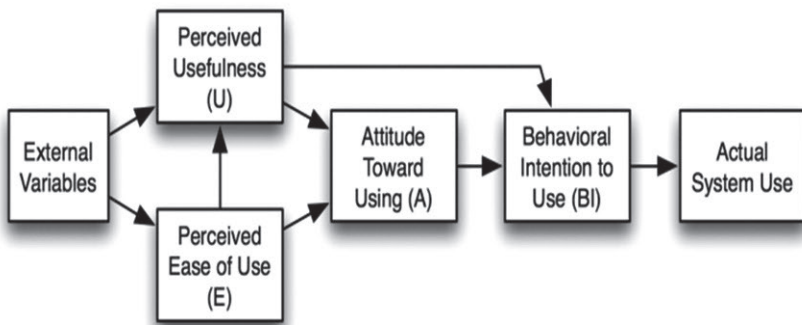 Perceived
Usefulness
(U)
External
Variables
Attitude
Toward
Using (A)
Behavioral
Intention to
Use (BI)
Actual
System Use
Perceived
Ease of Use
(E)